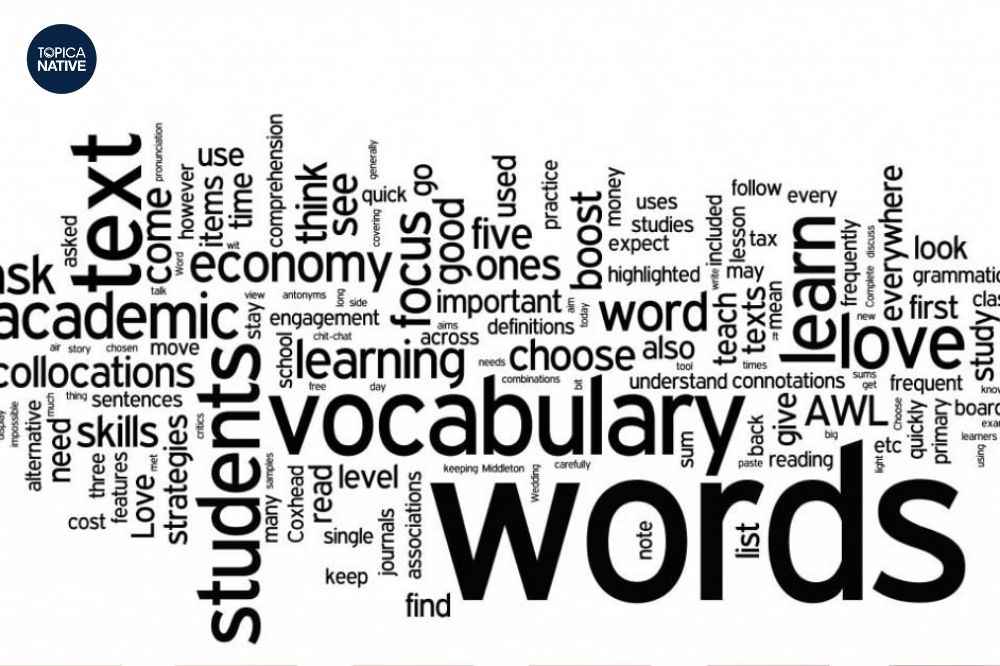 TOPICA
NATIVE
pronunciation
text
use
comprehension
generally
however
items
time
think
see
quick
go
used
practice
money
uses
follow
every
everywhere
asked
come
Word
wit
covering
focus
good
five
boost
studies
included
lesson
tax
learn
frequently
discuss
look
ask
talk
economy
ones
expect
highlighted
write
may
Complete
grammatic
academic
view
antonyms
long
side
stay
engagement
important
aim
today
word
teach
texts
mean
new
first
clas
study
air
story
chosen
move
school
chit-chat
aims
across
definitions
also
love
collocations
learning
needs
choose
tool
times
free
day
combinations
bit
understand
connotations
sums
get
frequent
know
display
impossible
alternative
much
need
thing
sentences
skills
critics
students
vocabulary
sum
back
give
AWL
Choose
quickly
primary
board
exam
three
features
Love
met
strategies
samples
many
Coxhead
read
level
keeping
Middleton
Wedding
carefully
paste
reading
big
light
etc
using
learners
cost
single
journals
associations
words
note
list
keep
find